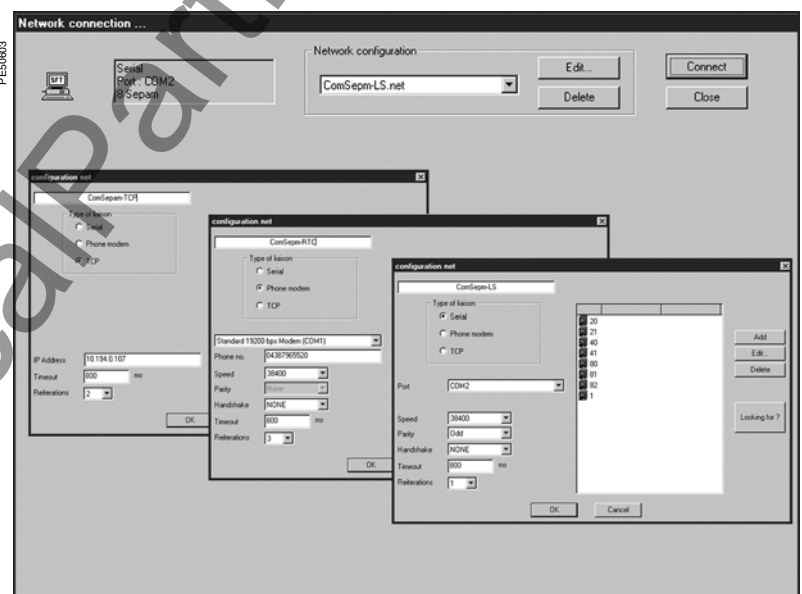 PE50603
Network connection ...
SFT
Serial
Port : COM2
8 Sepam
Network configuration
ComSepm-LS.net
Edit...
Delete
Connect
Close
configuration net
ComSepam-TCP
Type of liaison
Serial
Phone modem
TCP
IP Address 10.194.0.107
Timeout 800 ms
Reiterations 2
OK
configuration net
ComSepm-RTC
Type of liaison
Serial
Phone modem
TCP
Standard 19200 bps Modem (COM1)
Phone no. 04387965520
Speed 38400
Parity None
Handshake NONE
Timeout 800 ms
Reiterations 3
OK
configuration net
ComSepm-LS
Type of liaison
Serial
Phone modem
TCP
Port COM2
Speed 38400
Parity Odd
Handshake NONE
Timeout 800 ms
Reiterations 1
20
21
40
41
80
81
82
1
Add
Edit...
Delete
Looking for ?
OK
Cancel